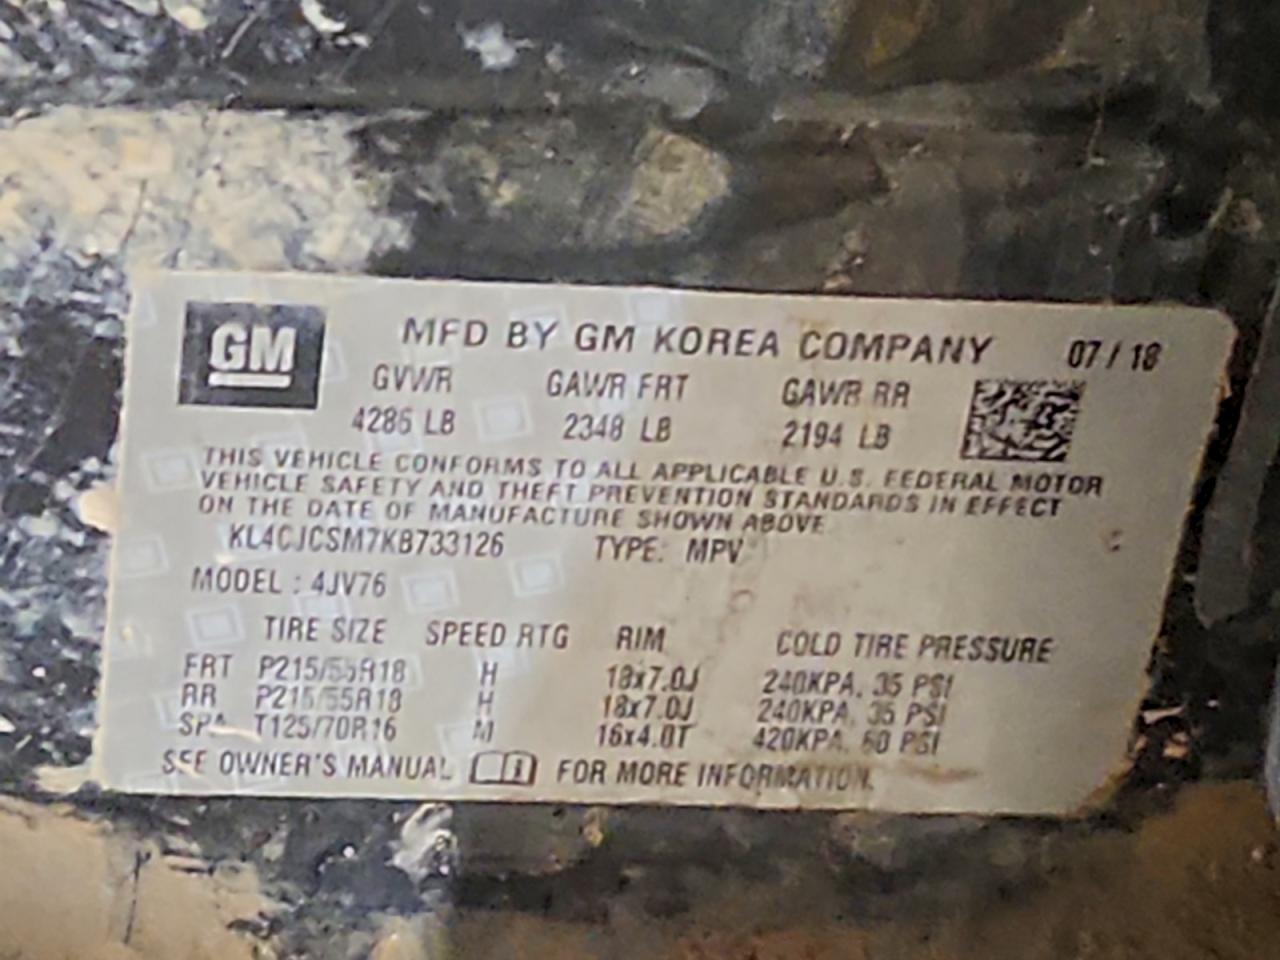 GM
MFD BY GM KOREA COMPANY 07/18
GVWR GAWR FRT GAWR RR
4286 LB 2348 LB 2194 LB
THIS VEHICLE CONFORMS TO ALL APPLICABLE U.S. FEDERAL MOTOR
VEHICLE SAFETY AND THEFT PREVENTION STANDARDS IN EFFECT
ON THE DATE OF MANUFACTURE SHOWN ABOVE
KL4CJCSM7KB733126 TYPE: MPV
MODEL : 4JV76
TIRE SIZE SPEED RTG RIM COLD TIRE PRESSURE
FRT P215/55R18 H 18x7.0J 240KPA, 35 PSI
RR P215/55R18 H 18x7.0J 240KPA, 35 PSI
SPA T125/70R16 M 16x4.0T 420KPA, 60 PSI
SEE OWNER'S MANUAL FOR MORE INFORMATION.